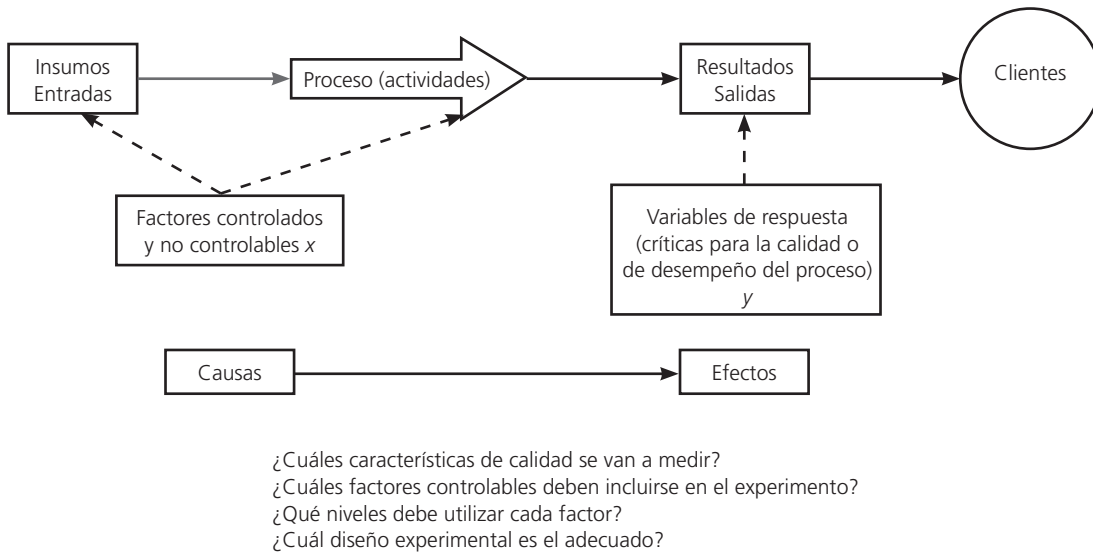 Insumos
Entradas
Proceso (actividades)
Resultados
Salidas
Clientes
Factores controlados
y no controlables x
Variables de respuesta
(críticas para la calidad o
de desempeño del proceso)
y
Causas
Efectos
¿Cuáles características de calidad se van a medir?
¿Cuáles factores controlables deben incluirse en el experimento?
¿Qué niveles debe utilizar cada factor?
¿Cuál diseño experimental es el adecuado?